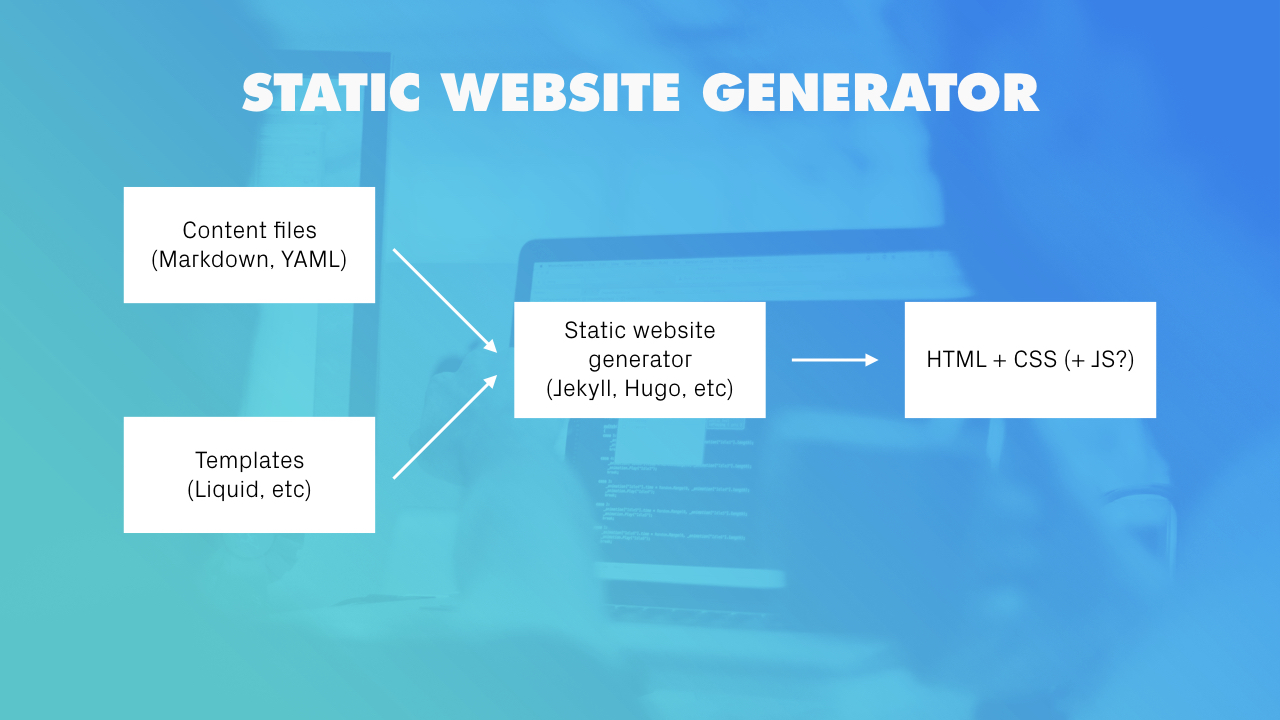 STATIC WEBSITE GENERATOR
Content files
(Markdown, YAML)
Static website
generator
(Jekyll, Hugo, etc)
HTML + CSS (+ JS?)
Templates
(Liquid, etc)